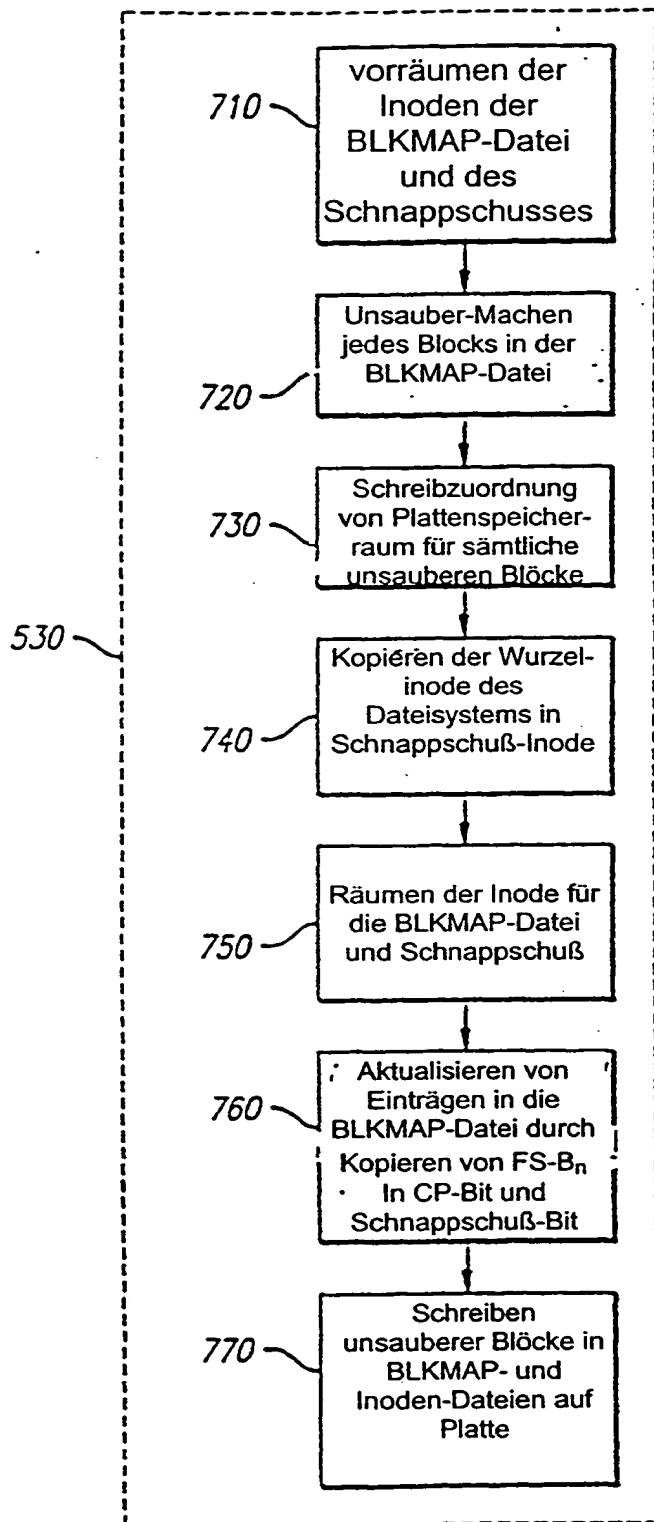 710
vorräumen der
Inoden der
BLKMAP-Datei
und des
Schnappschusses
720
Unsauber-Machen
jedes Blocks in der
BLKMAP-Datei
730
Schreibzuordnung
von Plattenspeicher-
raum für sämtliche
unsauberen Blöcke
530
740
Kopieren der Wurzel-
inode des
Dateisystems in
Schnappschuß-Inode
750
Räumen der Inode für
die BLKMAP-Datei
und Schnappschuß
760
Aktualisieren von
Einträgen in die
BLKMAP-Datei durch
Kopieren von FS-Bn
In CP-Bit und
Schnappschuß-Bit
770
Schreiben
unsauberer Blöcke in
BLKMAP- und
Inoden-Dateien auf
Platte